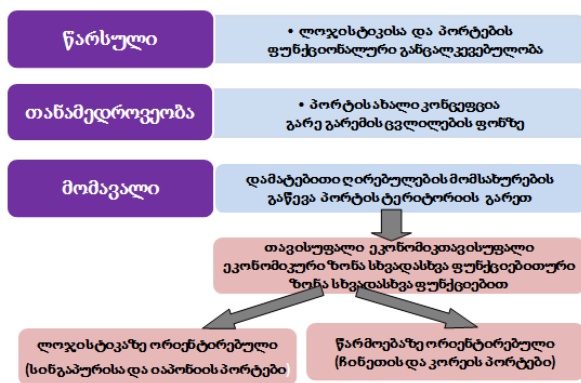 წარსული
• ლოჯისტიკისა და პორტების
ფუნქციონალური განცალკევებულობა
თანამედროვეობა
• პორტის ახალი კონცეფცია
გარე გარემის ცვლილების ფონზე
მომავალი
დამატებითი ღირებულების მომსახურების
გაწევა პორტის ტერიტორიის გარეთ
თავისუფალი ეკონომიკთავისუფალი
ეკონომიკური ზონა სხვადასხვა ფუნქციებითური
ზონა სხვადასხვა ფუნქციებით
ლოჯისტიკაზე ორიენტირებული
(სინგაპურისა და იაპონიის პორტები)
წარმოებაზე ორიენტირებული
(ჩინეთის და კორეის პორტები)